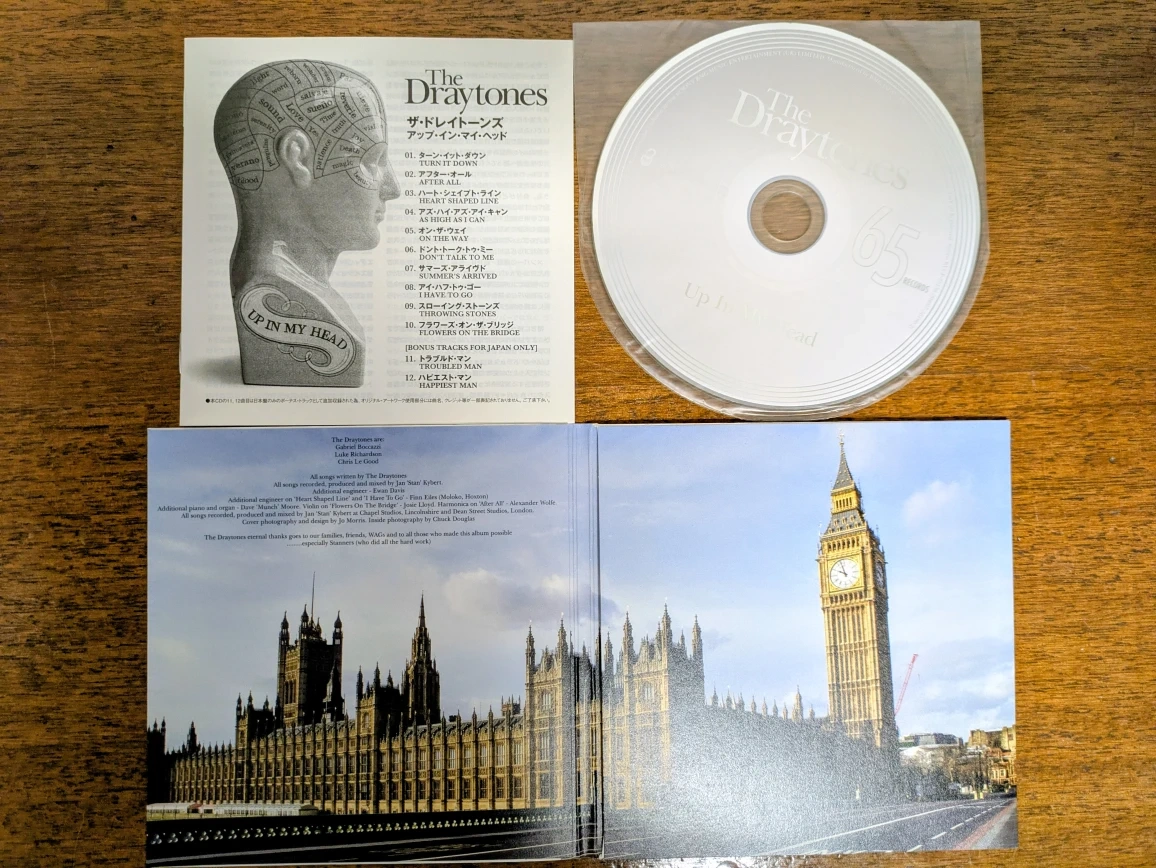 The
Draytones
ザ・ドレイトーンズ
アップ・イン・マイ・ヘッド
01. ターン・イット・ダウン
TURN IT DOWN
02. アフター・オール
AFTER ALL
03. ハート・シェイプト・ライン
HEART SHAPED LINE
04. アズ・ハイ・アズ・アイ・キャン
AS HIGH AS I CAN
05. オン・ザ・ウェイ
ON THE WAY
06. ドント・トーク・トゥ・ミー
DON'T TALK TO ME
07. サマーズ・アライヴド
SUMMER'S ARRIVED
08. アイ・ハフ・トゥ・ゴー
I HAVE TO GO
09. スローイング・ストーンズ
THROWING STONES
10. フラワーズ・オン・ザ・ブリッジ
FLOWERS ON THE BRIDGE
[BONUS TRACKS FOR JAPAN ONLY]
11. トラブルド・マン
TROUBLED MAN
12. ハピエスト・マン
HAPPIEST MAN
sound
Love
sueño
verano
blood
magic
UP IN MY HEAD
The
Draytones
65
RECORDS
Up In My Head
The Draytones are:
Gabriel Boccazzi
Luke Richardson
Chris Le Good
All songs written by The Draytones
All songs recorded, produced and mixed by Jan 'Stan' Kybert
Additional engineer - Ewan Davis
Additional engineer on 'Heart Shaped Line' and 'I Have To Go' - Finn Eiles (Moloko, Hoxton)
Additional piano and organ - Dave 'Munch' Moore. Violin on 'Flowers On The Bridge' - Josie Lloyd. Harmonica on 'After All' - Alexander Wolfe.
All songs recorded, produced and mixed by Jan 'Stan' Kybert at Chapel Studios, Lincolnshire and Dean Street Studios, London.
Cover photography and design by Jo Morris. Inside photography by Chuck Douglas
The Draytones eternal thanks goes to our families, friends, WAGs and to all those who made this album possible
.......especially Stanners (who did all the hard work)